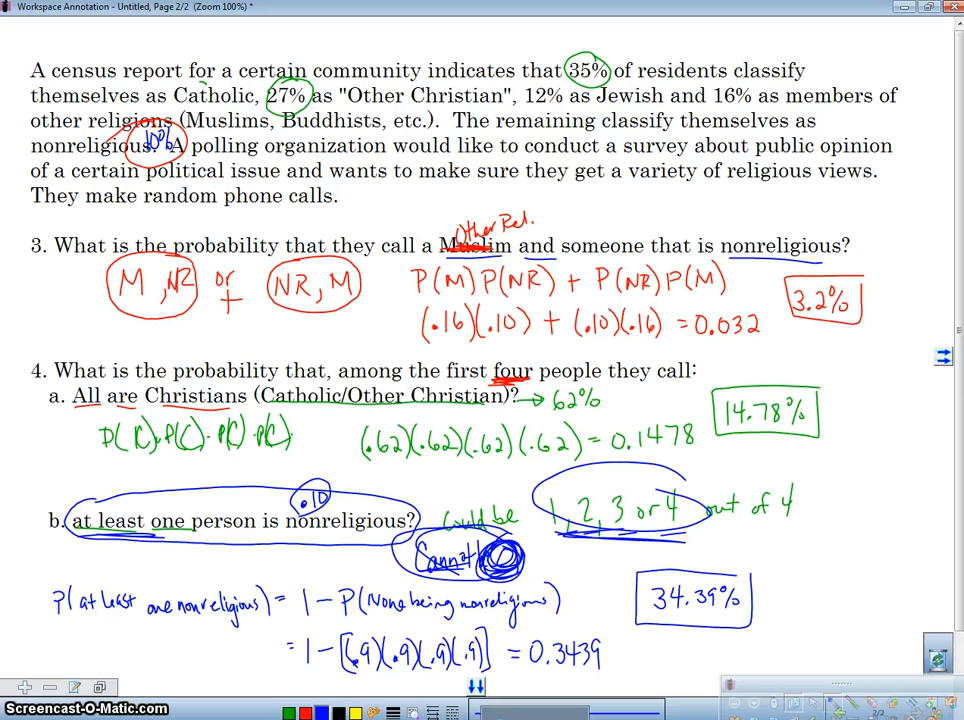 Workspace Annotation - Untitled, Page 2/2 (Zoom 100%) *
A census report for a certain community indicates that 35% of residents classify
themselves as Catholic, 27% as "Other Christian", 12% as Jewish and 16% as members of
other religions (Muslims, Buddhists, etc.). The remaining classify themselves as
10%
nonreligious. A polling organization would like to conduct a survey about public opinion
of a certain political issue and wants to make sure they get a variety of religious views.
They make random phone calls.
Other Rel.
3. What is the probability that they call a Muslim and someone that is nonreligious?
M, NR or NR, M P(M) P(NR) + P(NR) P(M) 3.2%
+ (.16)(.10) + (.10)(.16) = 0.032
4. What is the probability that, among the first four people they call:
a. All are Christians (Catholic/Other Christian)? → 62% 14.78%
P(C)·P(C)·P(C)·P(C) (.62)(.62)(.62)(.62) = 0.1478
.10
b. at least one person is nonreligious? could be 1, 2, 3 or 4 out of 4
Cannot 0
P(at least one nonreligious) = 1 - P(None being nonreligious) 34.39%
= 1 - [(.9)(.9)(.9)(.9)] = 0.3439
Screencast-O-Matic.com
2/2